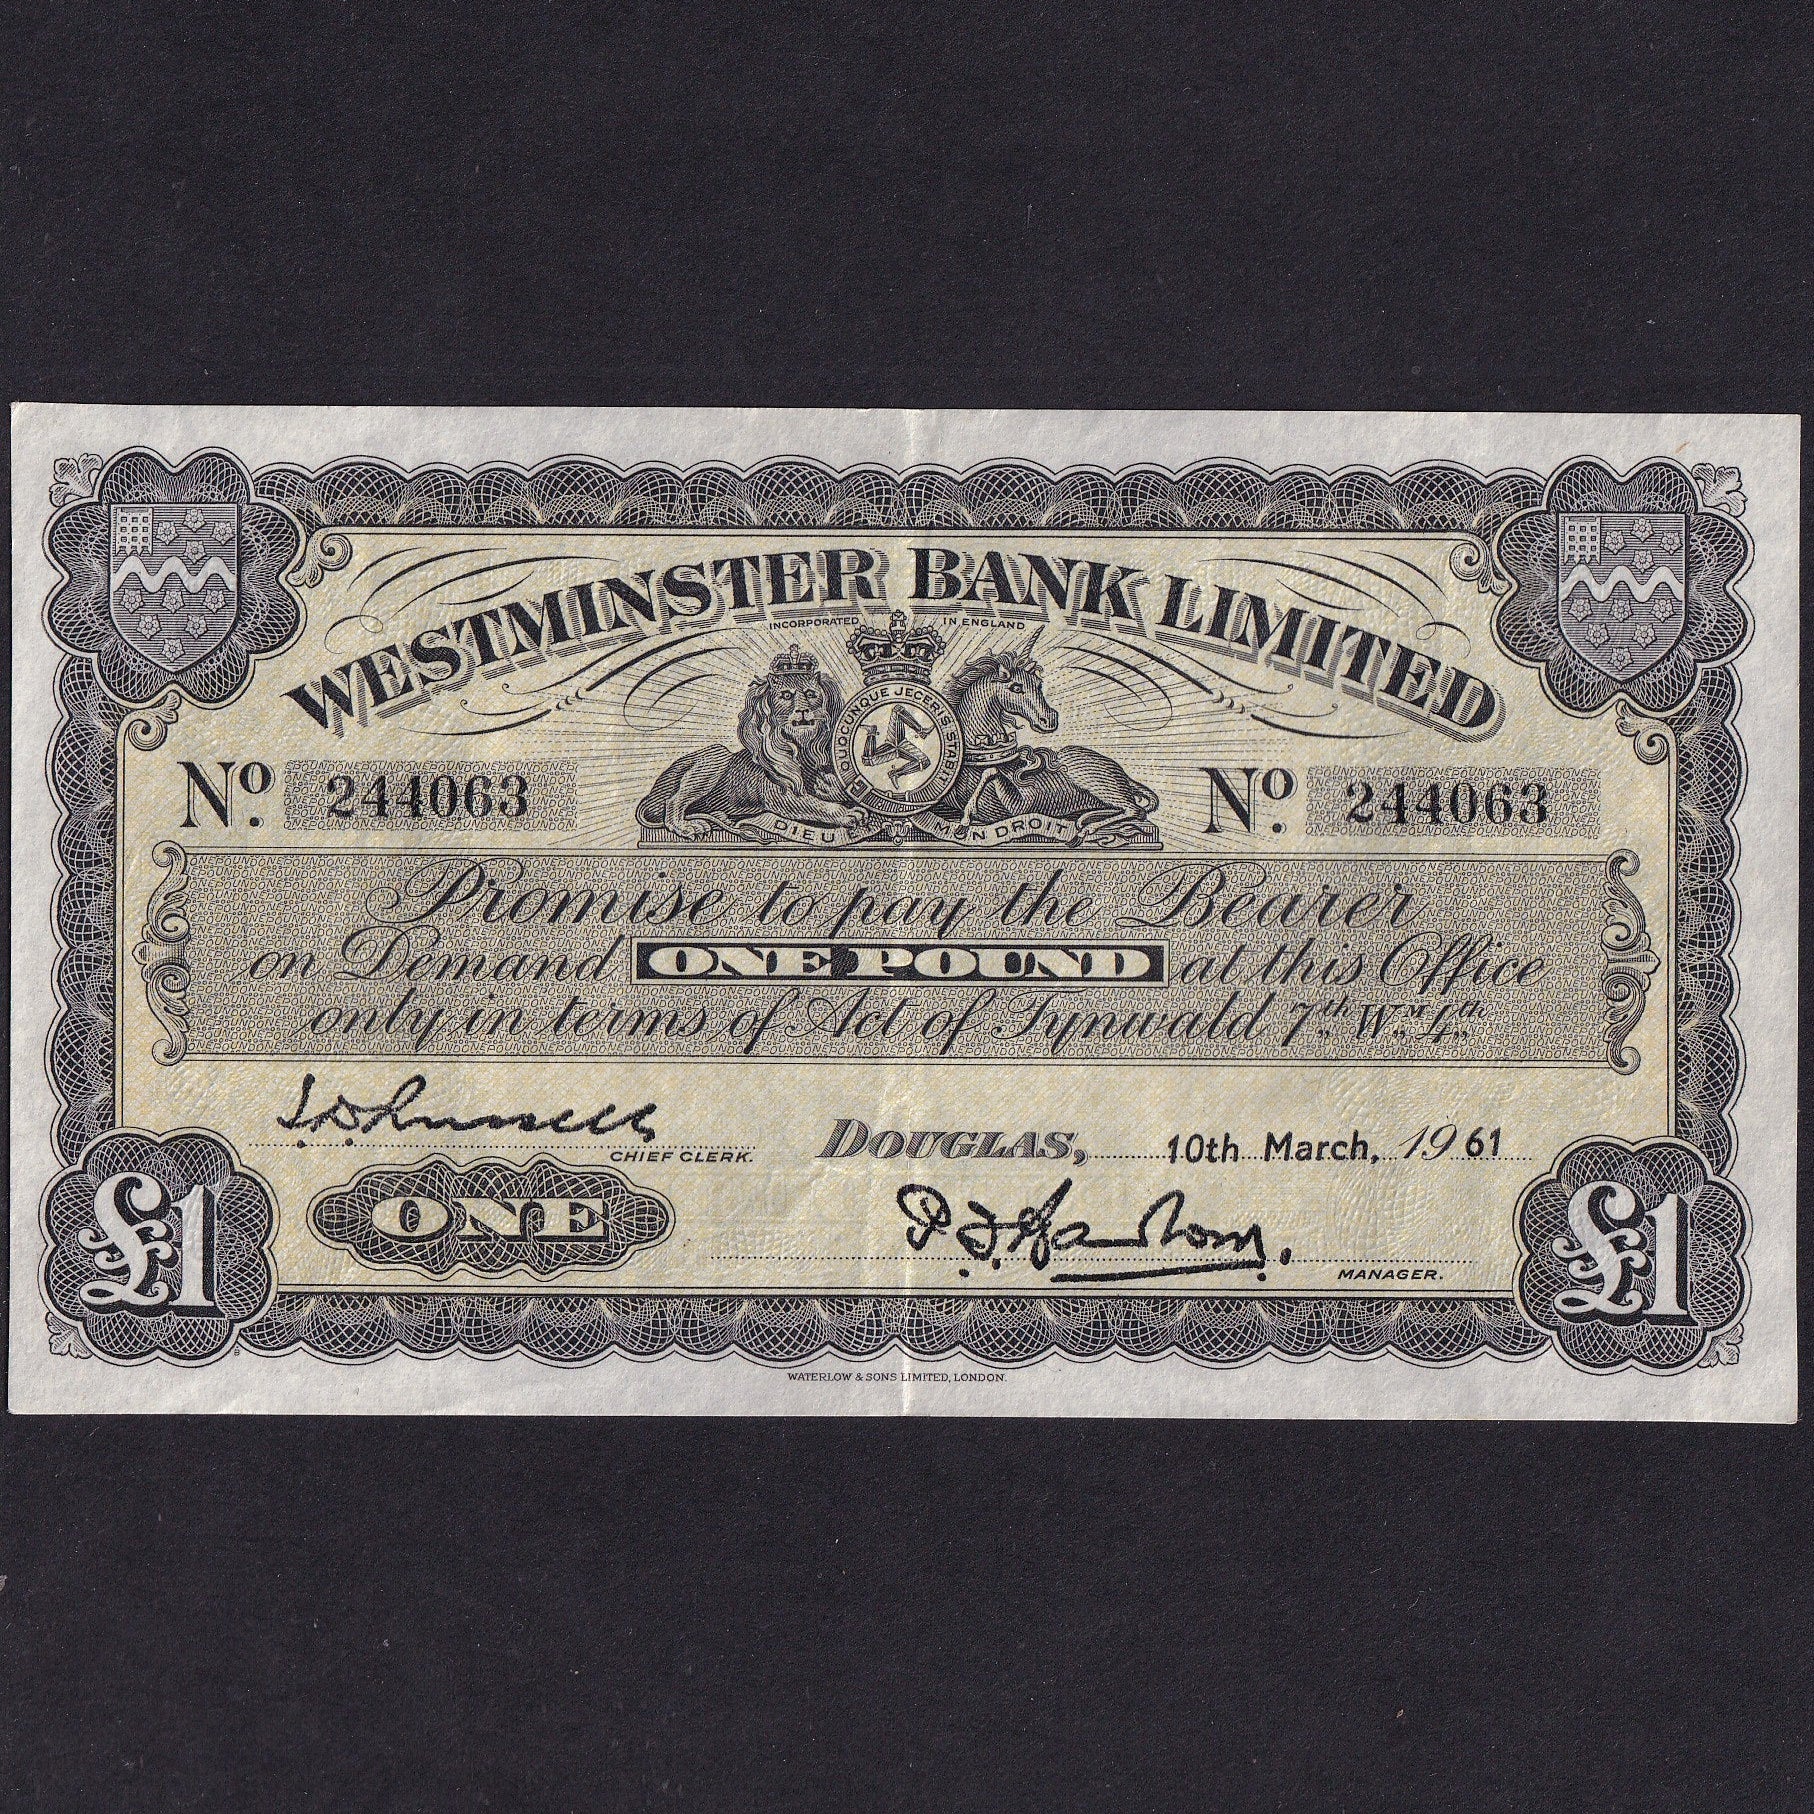 WESTMINSTER BANK LIMITED
INCORPORATED IN ENGLAND
QUOCUNQUE JECERIS STABIT
Nº 244063 Nº 244063
DIEU ET MON DROIT
Promise to pay the Bearer
on Demand ONE POUND at this Office
only in terms of Act of Tynwald 7th Wm 4th
CHIEF CLERK.
DOUGLAS, 10th March, 1961
ONE
MANAGER.
£1 £1
WATERLOW & SONS LIMITED, LONDON.